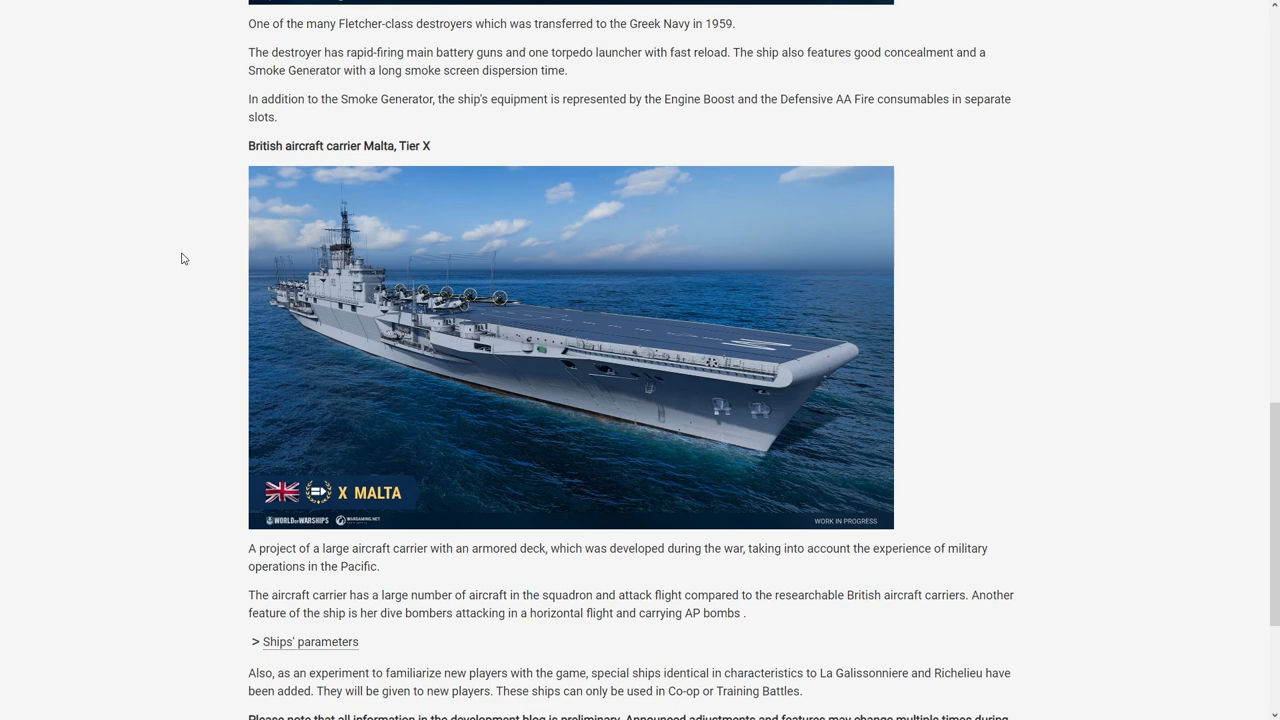 One of the many Fletcher-class destroyers which was transferred to the Greek Navy in 1959.
The destroyer has rapid-firing main battery guns and one torpedo launcher with fast reload. The ship also features good concealment and a
Smoke Generator with a long smoke screen dispersion time.
In addition to the Smoke Generator, the ship's equipment is represented by the Engine Boost and the Defensive AA Fire consumables in separate
slots.
British aircraft carrier Malta, Tier X
X MALTA
WORLD OF WARSHIPS WARGAMING.NET
WORK IN PROGRESS
A project of a large aircraft carrier with an armored deck, which was developed during the war, taking into account the experience of military
operations in the Pacific.
The aircraft carrier has a large number of aircraft in the squadron and attack flight compared to the researchable British aircraft carriers. Another
feature of the ship is her dive bombers attacking in a horizontal flight and carrying AP bombs .
> Ships' parameters
Also, as an experiment to familiarize new players with the game, special ships identical in characteristics to La Galissonniere and Richelieu have
been added. They will be given to new players. These ships can only be used in Co-op or Training Battles.
Please note that all information in the development blog is preliminary. Announced adjustments and features may change multiple times during